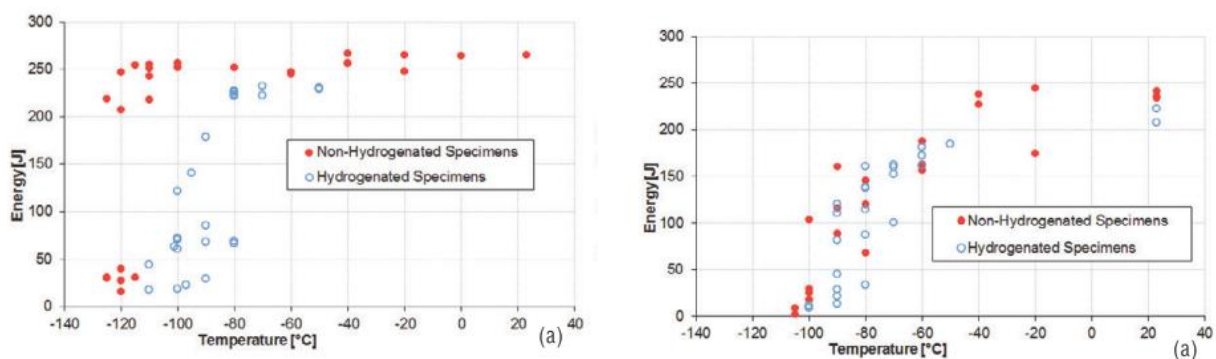 300
250
200
150
100
50
0
Energy[J]
Non-Hydrogenated Specimens
Hydrogenated Specimens
-140 -120 -100 -80 -60 -40 -20 0 20 40
Temperature [°C]
(a)
300
250
200
150
100
50
0
Energy[J]
Non-Hydrogenated Specimens
Hydrogenated Specimens
-140 -120 -100 -80 -60 -40 -20 0 20 40
Temperature [°C]
(a)